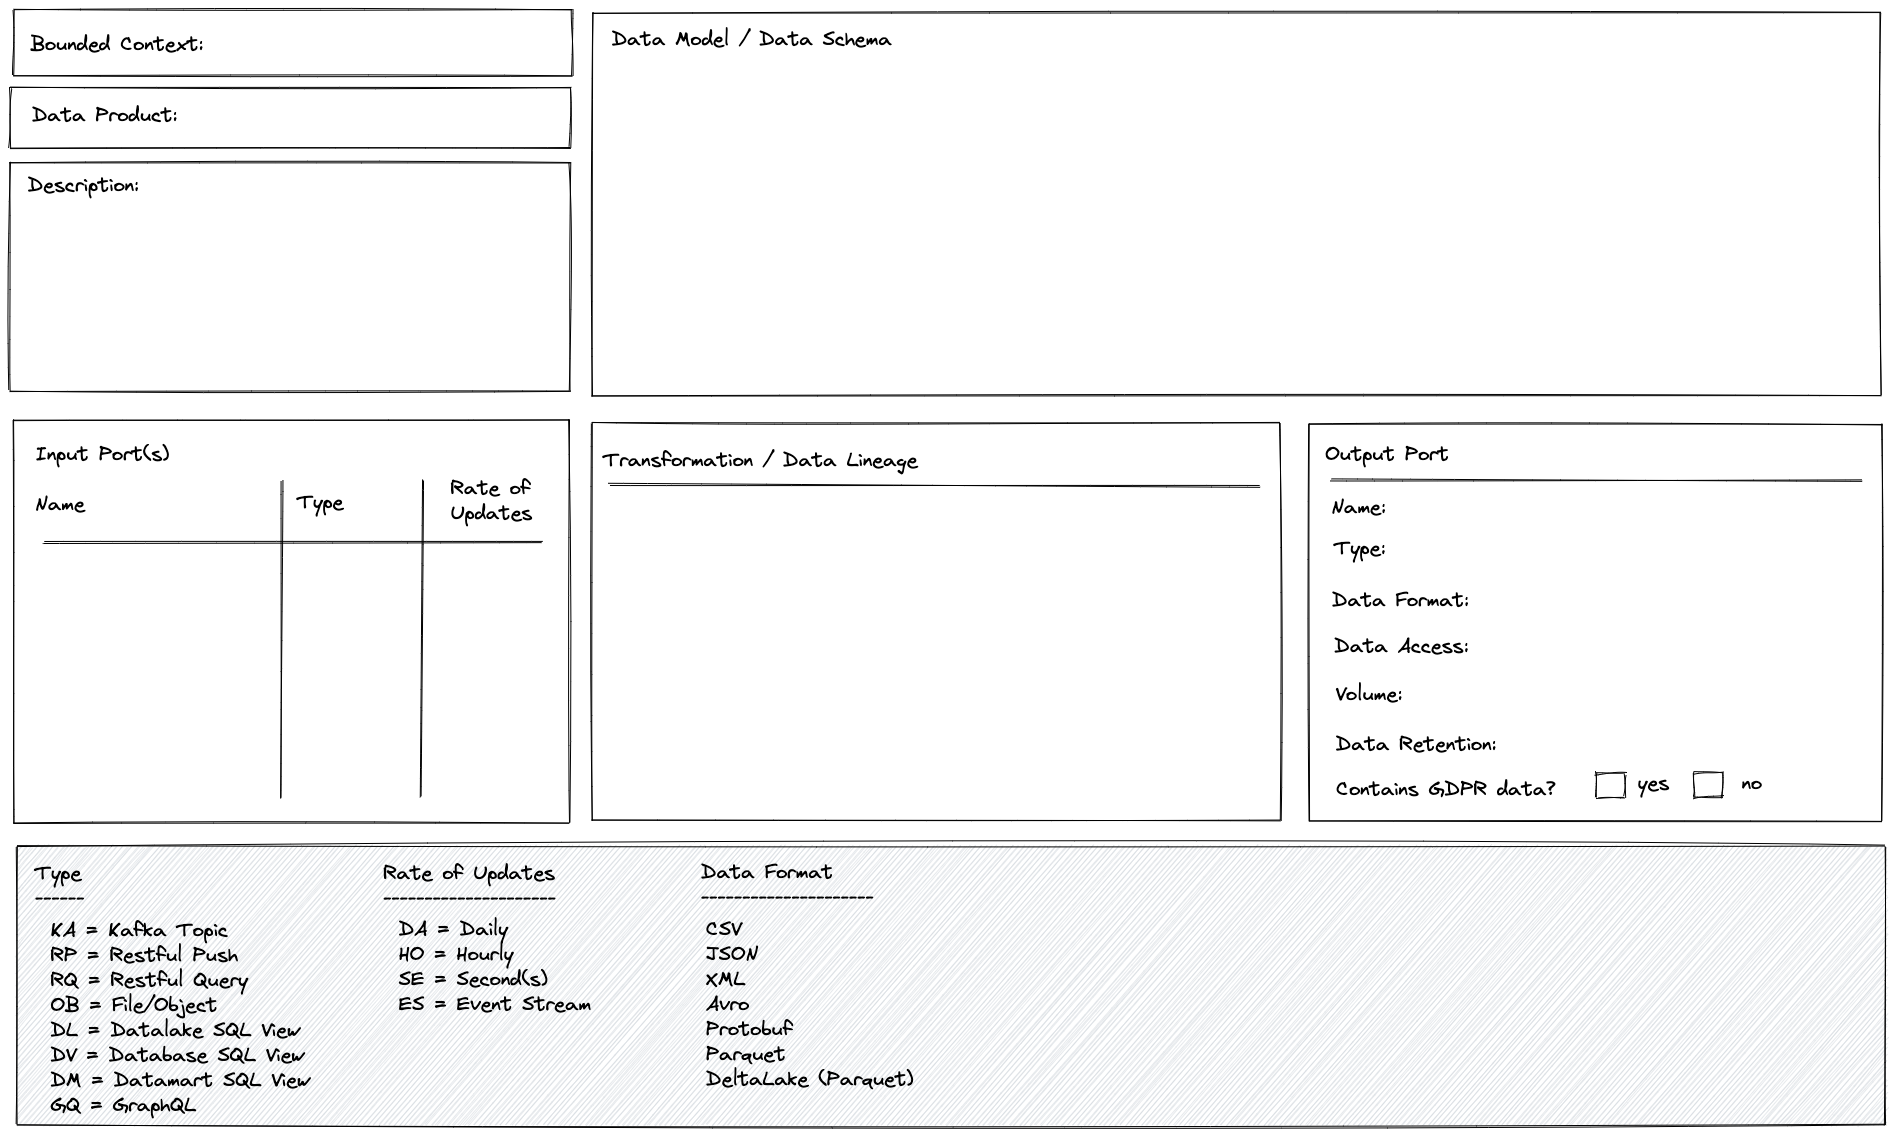 Bounded Context:
Data Product:
Description:
Data Model / Data Schema
Input Port(s)
Name
Type
Rate of
Updates
Transformation / Data Lineage
Output Port
Name:
Type:
Data Format:
Data Access:
Volume:
Data Retention:
Contains GDPR data? yes no
Type
------
KA = Kafka Topic
RP = Restful Push
RQ = Restful Query
OB = File/Object
DL = Datalake SQL View
DV = Database SQL View
DM = Datamart SQL View
GQ = GraphQL
Rate of Updates
---------------------
DA = Daily
HO = Hourly
SE = Second(s)
ES = Event Stream
Data Format
---------------------
CSV
JSON
XML
Avro
Protobuf
Parquet
DeltaLake (Parquet)